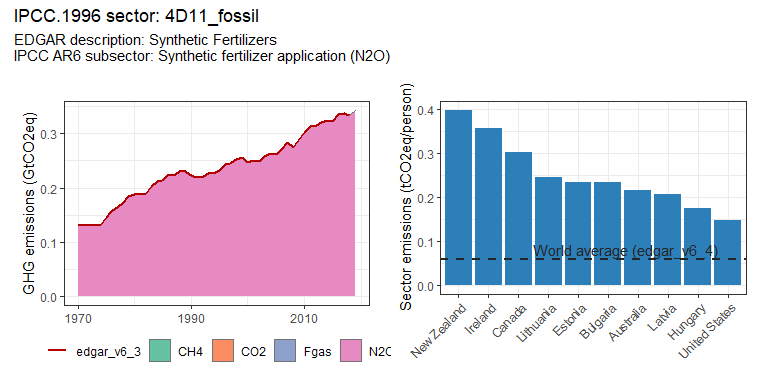 IPCC.1996 sector: 4D11_fossil
EDGAR description: Synthetic Fertilizers
IPCC AR6 subsector: Synthetic fertilizer application (N2O)
GHG emissions (GtCO2eq)
0.3
0.2
0.1
0.0
1970
1990
2010
edgar_v6_3
CH4
CO2
Fgas
N2O
Sector emissions (tCO2eq/person)
0.4
0.3
0.2
0.1
0.0
World average (edgar_v6_4)
New Zealand
Ireland
Canada
Lithuania
Estonia
Bulgaria
Australia
Latvia
Hungary
United States